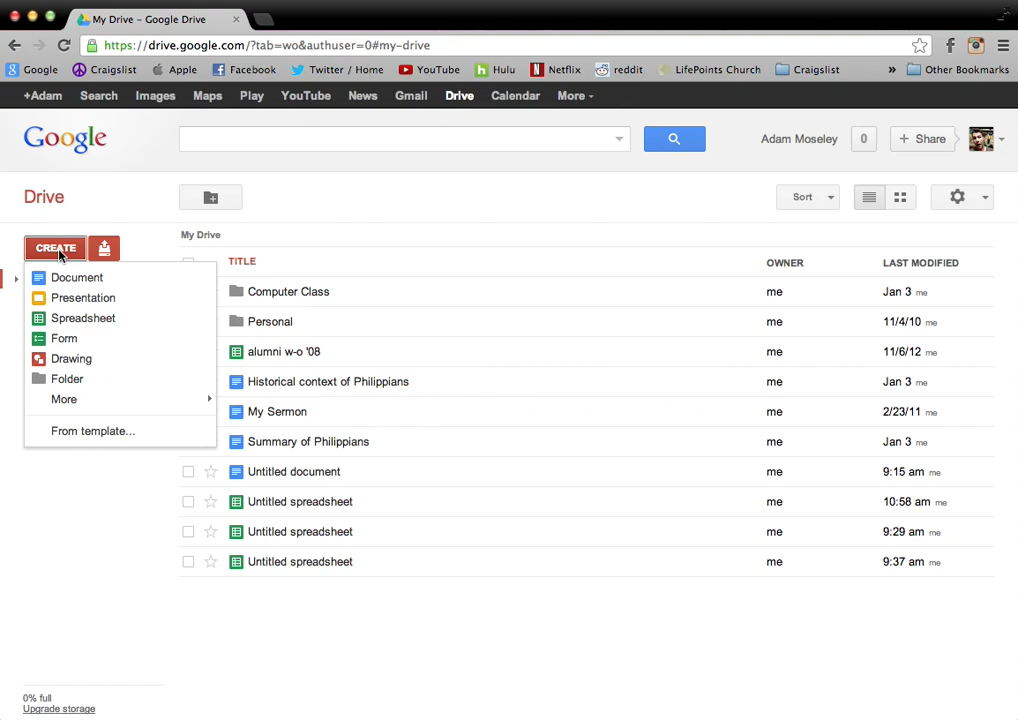 My Drive – Google Drive
https://drive.google.com/?tab=wo&authuser=0#my-drive
Google Craigslist Apple Facebook Twitter / Home YouTube Hulu Netflix reddit LifePoints Church Craigslist » Other Bookmarks
+Adam Search Images Maps Play YouTube News Gmail Drive Calendar More
Google Adam Moseley 0 + Share
Drive Sort
My Drive
CREATE
TITLE OWNER LAST MODIFIED
Document
Presentation
Spreadsheet
Form
Drawing
Folder
More
From template...
Computer Class me Jan 3 me
Personal me 11/4/10 me
alumni w-o '08 me 11/6/12 me
Historical context of Philippians me Jan 3 me
My Sermon me 2/23/11 me
Summary of Philippians me Jan 3 me
Untitled document me 9:15 am me
Untitled spreadsheet me 10:58 am me
Untitled spreadsheet me 9:29 am me
Untitled spreadsheet me 9:37 am me
0% full
Upgrade storage